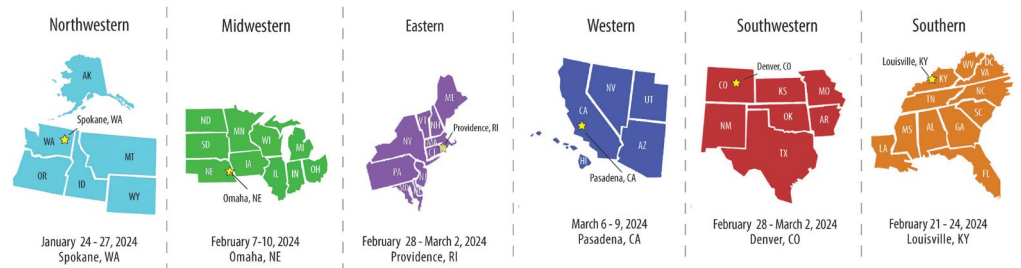 Northwestern
AK
Spokane, WA
WA
MT
OR
ID
WY
January 24 - 27, 2024
Spokane, WA
Midwestern
ND
MN
SD
WI
MI
NE
IA
IL
IN
OH
Omaha, NE
February 7-10, 2024
Omaha, NE
Eastern
ME
VT
NH
NY
Providence, RI
MA
CT
PA
NJ
February 28 - March 2, 2024
Providence, RI
Western
NV
UT
CA
AZ
HI
Pasadena, CA
March 6 - 9, 2024
Pasadena, CA
Southwestern
Denver, CO
CO
KS
MO
OK
AR
NM
TX
February 28 - March 2, 2024
Denver, CO
Southern
Louisville, KY
WV
DC
VA
KY
NC
TN
SC
MS
AL
GA
LA
FL
February 21 - 24, 2024
Louisville, KY